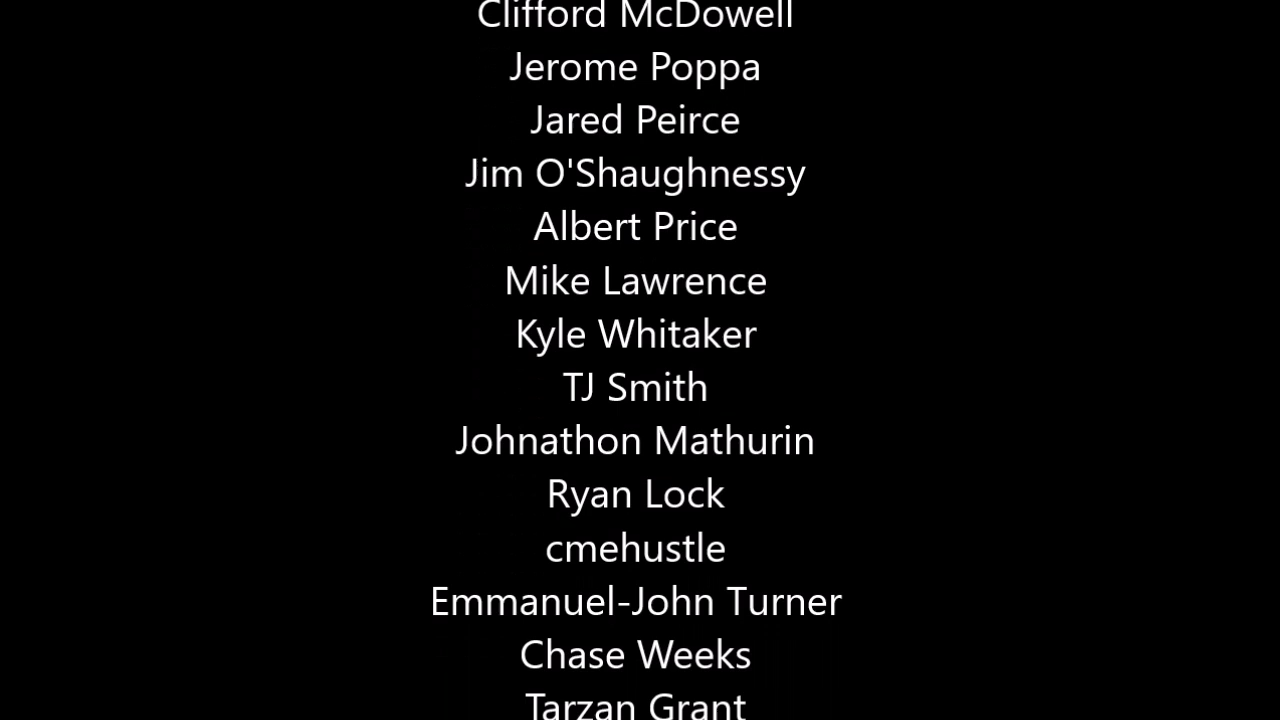 Clifford McDowell
Jerome Poppa
Jared Peirce
Jim O'Shaughnessy
Albert Price
Mike Lawrence
Kyle Whitaker
TJ Smith
Johnathon Mathurin
Ryan Lock
cmehustle
Emmanuel-John Turner
Chase Weeks
Tarzan Grant